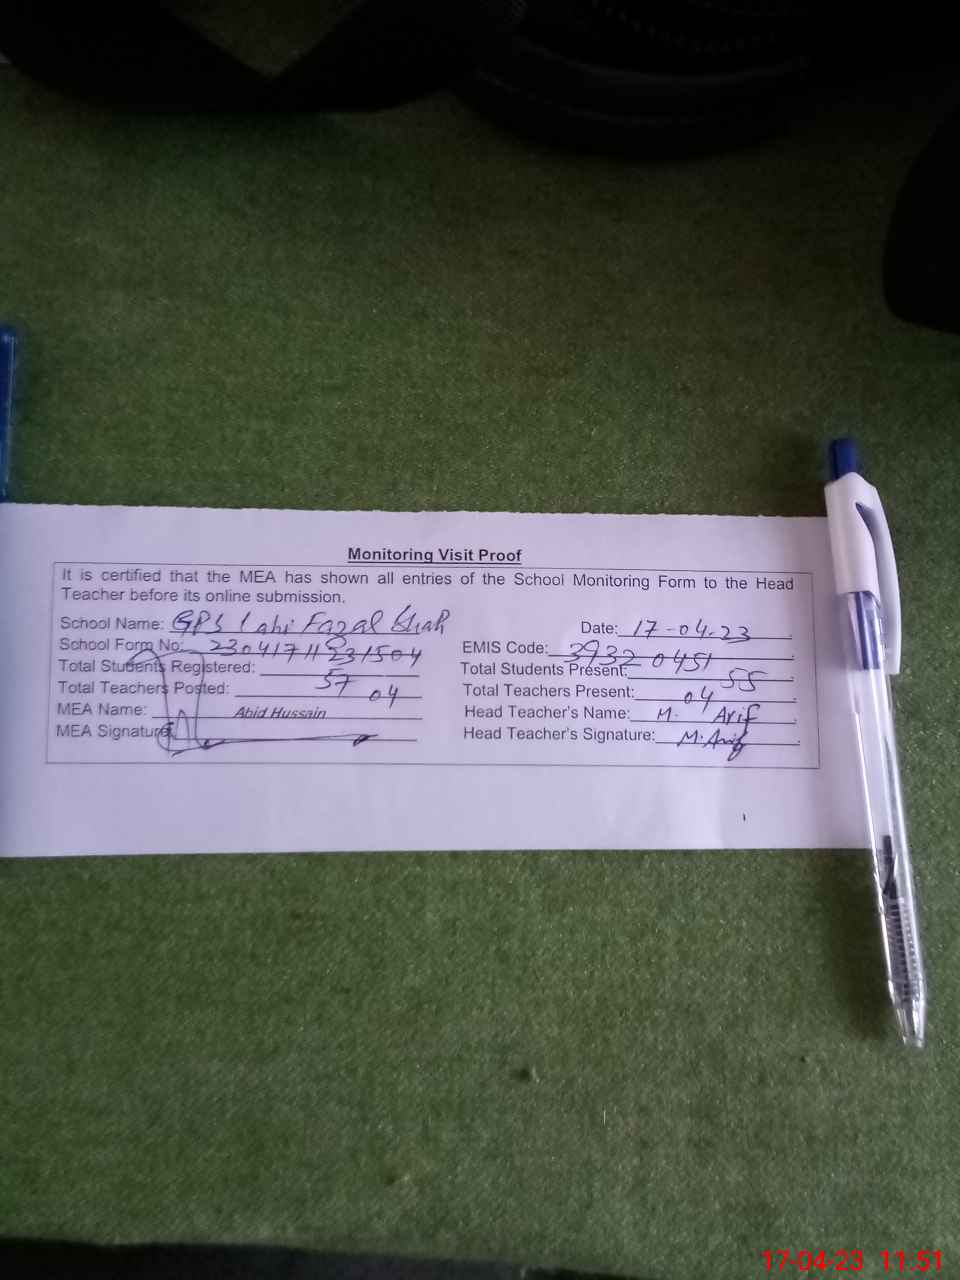 Monitoring Visit Proof
It is certified that the MEA has shown all entries of the School Monitoring Form to the Head
Teacher before its online submission.
School Name: GPS Lahi Fazal Shah Date: 17-04-23
School Form No: 230417118231504 EMIS Code: 39320451
Total Students Registered: 57 Total Students Present: 55
Total Teachers Posted: 04 Total Teachers Present: 04
MEA Name: Abid Hussain Head Teacher's Name: M. Arif
MEA Signature: Head Teacher's Signature: M. Arif
17-04-23 11:51